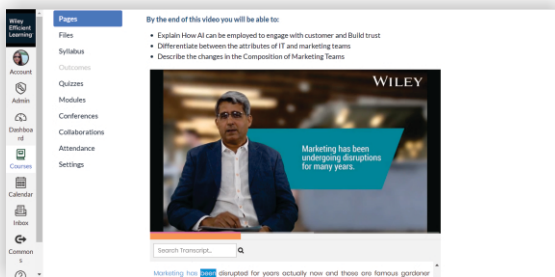 Wiley
Efficient
Learning
Account
Admin
Dashboa
rd
Courses
Calendar
Inbox
Common
s
Pages
Files
Syllabus
Outcomes
Quizzes
Modules
Conferences
Collaborations
Attendance
Settings
By the end of this video you will be able to:
• Explain How AI can be employed to engage with customer and Build trust
• Differentiate between the attributes of IT and marketing teams
• Describe the changes in the Composition of Marketing Teams
WILEY
Marketing has been
undergoing disruptions
for many years.
Search Transcript...
Marketing has been disrupted for years actually now and those are famous gardener